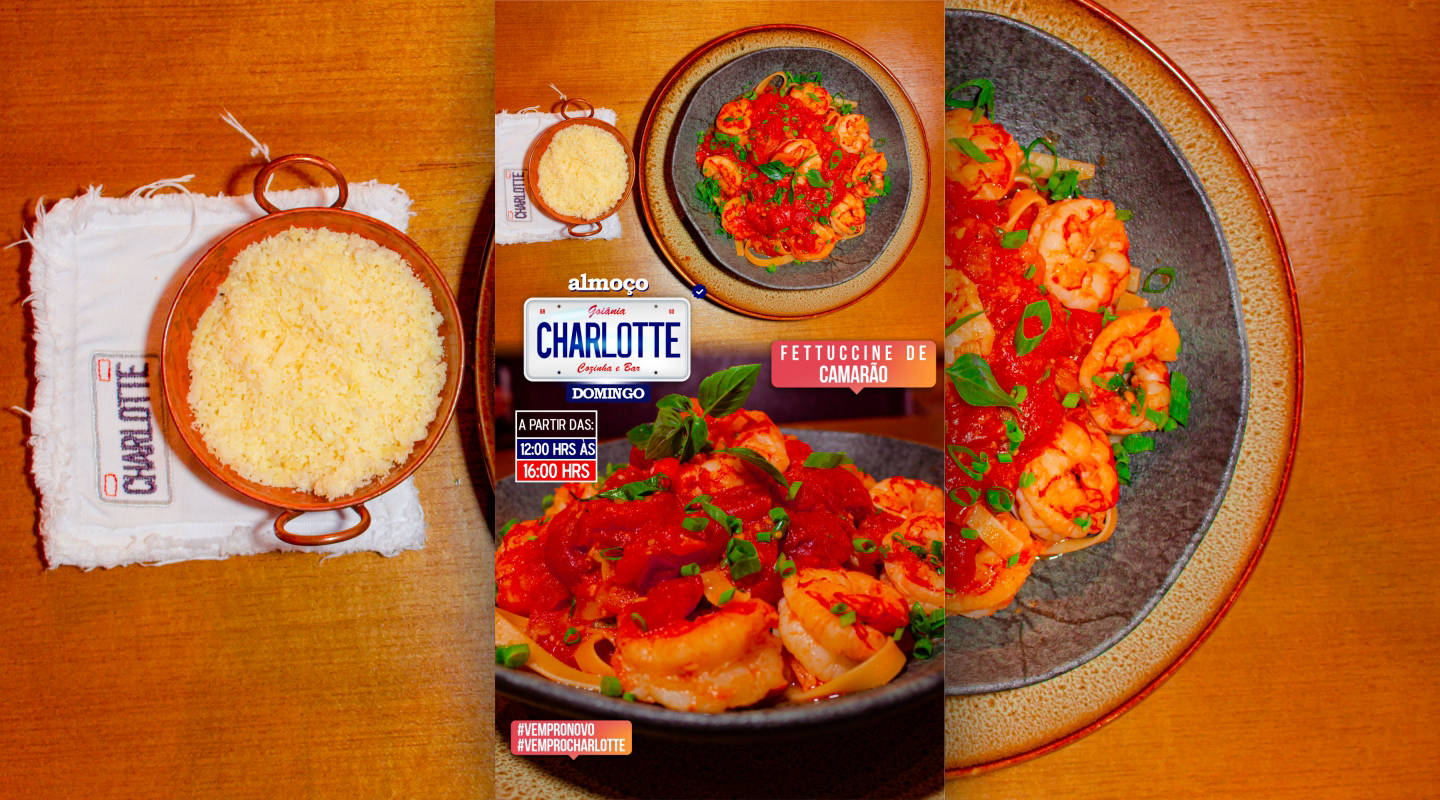 CHARLOTTE
CHARLOTTE
almoço
Goiânia
CHARLOTTE
Cozinha e Bar
DOMINGO
FETTUCCINE DE
CAMARÃO
A PARTIR DAS:
12:00 HRS ÀS
16:00 HRS
#VEMPRONOVO
#VEMPROCHARLOTTE